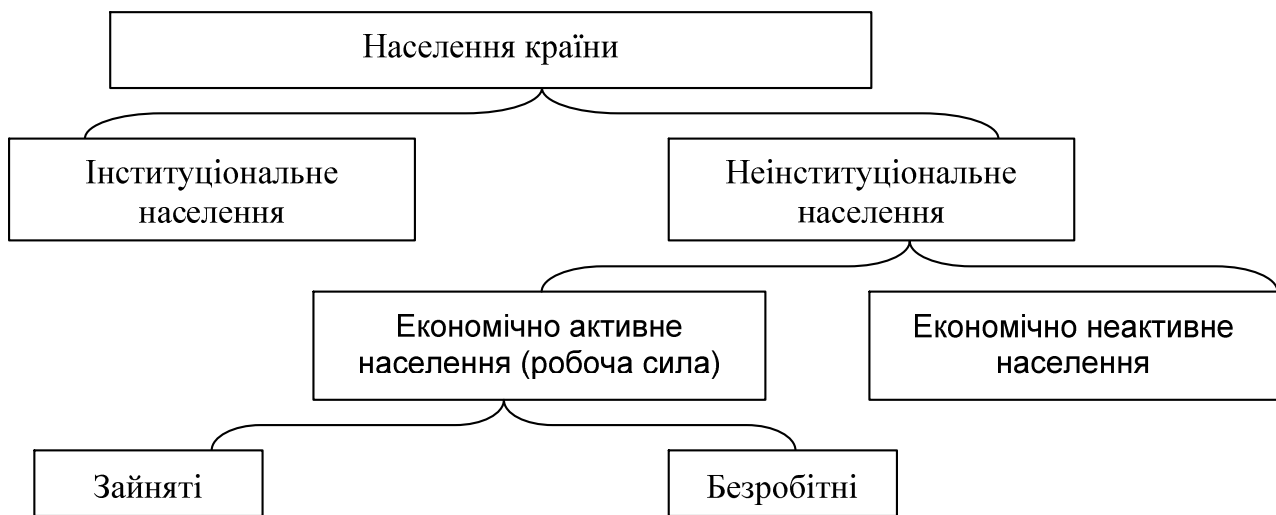 Населення країни
Інституціональне
населення
Неінституціональне
населення
Економічно активне
населення (робоча сила)
Економічно неактивне
населення
Зайняті
Безробітні